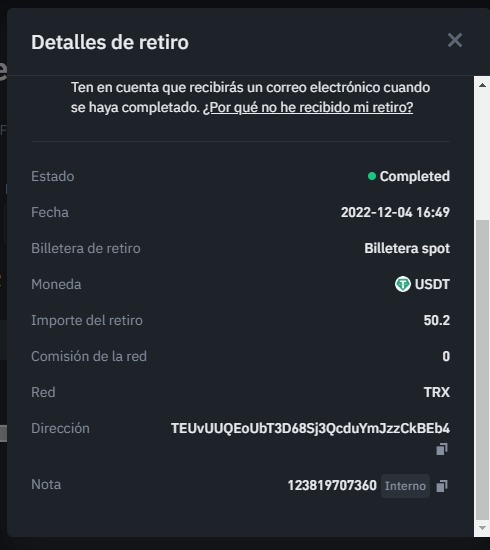 Detalles de retiro
Ten en cuenta que recibirás un correo electrónico cuando
se haya completado. ¿Por qué no he recibido mi retiro?
Estado Completed
Fecha 2022-12-04 16:49
Billetera de retiro Billetera spot
Moneda USDT
Importe del retiro 50.2
Comisión de la red 0
Red TRX
Dirección TEUvUUQEoUbT3D68Sj3QcduYmJzzCkBEb4
Nota 123819707360 Interno